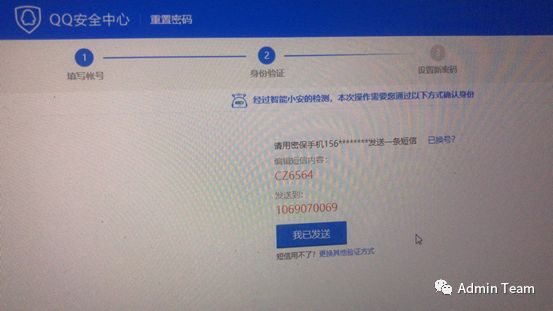 QQ安全中心 重置密码
1 2 3
填写帐号 身份验证 设置新密码
经过智能小安的检测，本次操作需要您通过以下方式确认身份
请用密保手机156********发送一条短信 已换号?
编辑短信内容：
CZ6564
发送到：
1069070069
我已发送
短信用不了? 更换其他验证方式
Admin Team